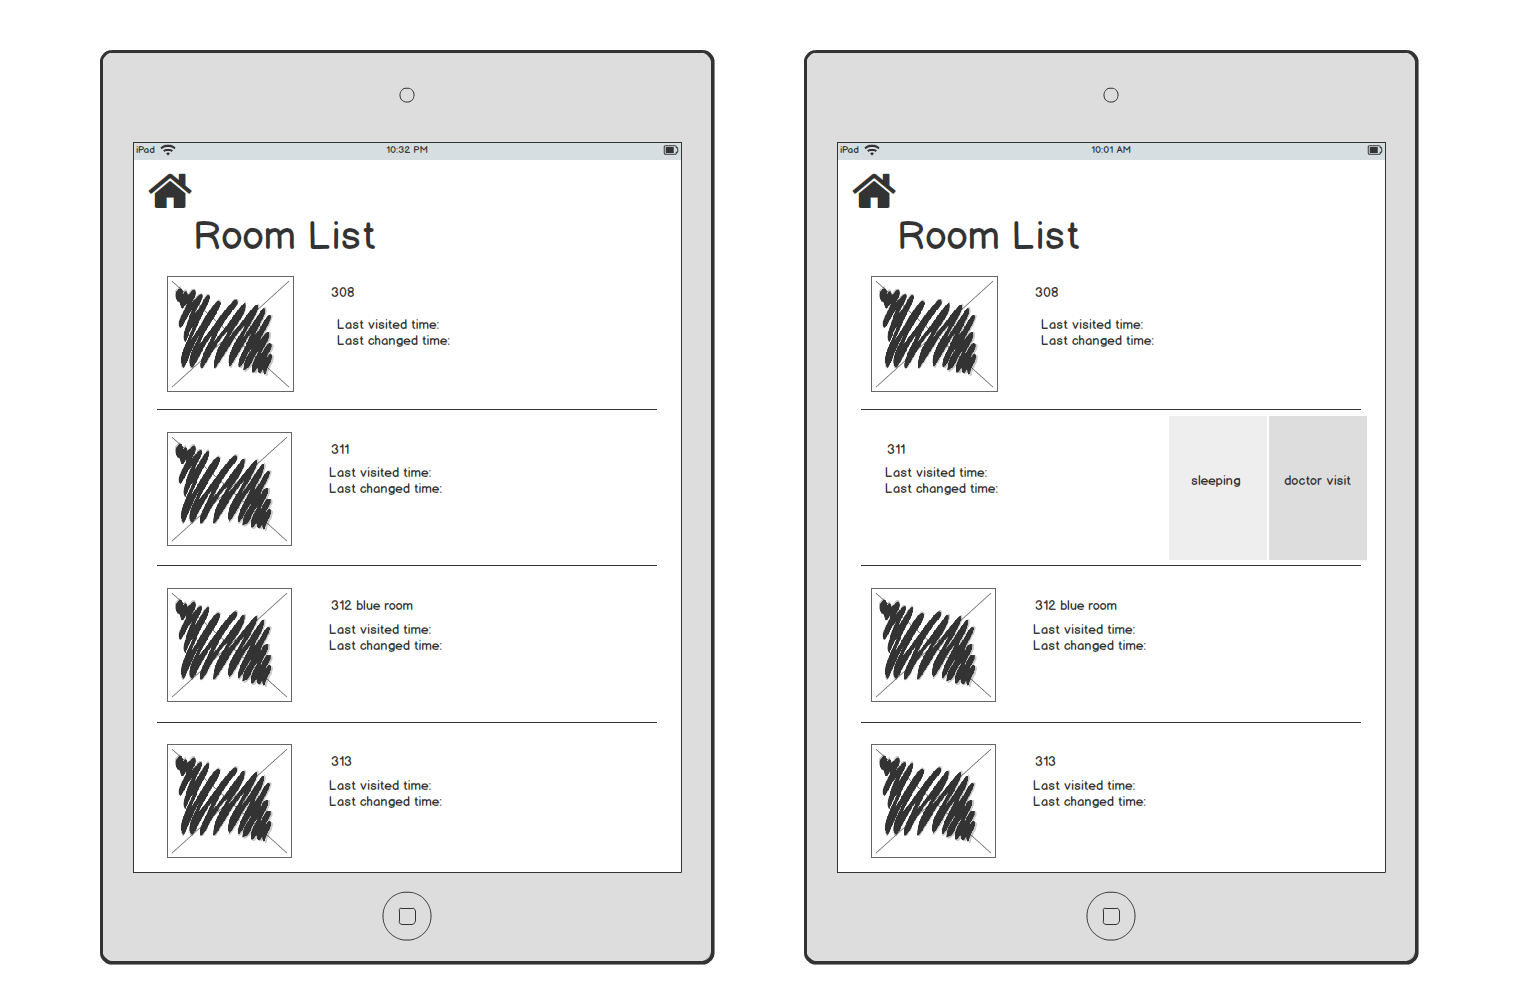 iPad 10:32 PM
Room List
308
Last visited time:
Last changed time:
311
Last visited time:
Last changed time:
312 blue room
Last visited time:
Last changed time:
313
Last visited time:
Last changed time:
iPad 10:01 AM
Room List
308
Last visited time:
Last changed time:
311
Last visited time:
Last changed time:
sleeping
doctor visit
312 blue room
Last visited time:
Last changed time:
313
Last visited time:
Last changed time: